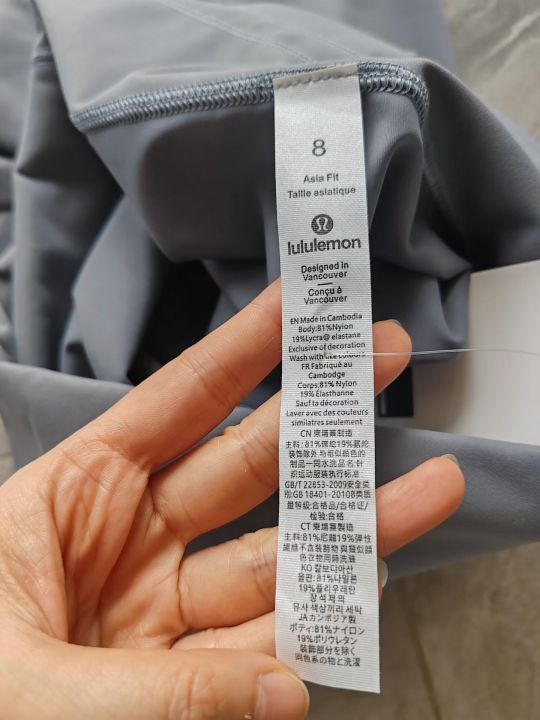 8
Asia Fit
Taille asiatique
lululemon
Designed in
Vancouver
Conçu à
Vancouver
EN Made in Cambodia
Body:81%Nylon
19%Lycra@ elastane
Exclusive of decoration
Wash with like colours
FR Fabriqué au
Cambodge
Corps:81% Nylon
19% Élasthanne
Sauf ta décoration
Laver avec des couleurs
similatres seulement
CN 柬埔寨制造
主料:81%锦纶19%氨纶
装饰除外 与相似颜色的
制品一同水洗品名:针
织运动服装执行标准
GB/T 22853-2009安全类
别:GB 18401-2010B类质
量等级:合格品/合格证/
检验:合格
CT 柬埔寨製造
主料:81%尼龍19%弹性
纖維不含装飾物 與類似顔
色衣物同時洗滌
KO 캄보디아산
몸판:81%나일론
19%폴리우레탄
장식 제외
유사 색상끼리 세탁
JAカンボジア製
ボディ:81%ナイロン
19%ポリウレタン
装飾部分を除く
同色系の物と洗濯